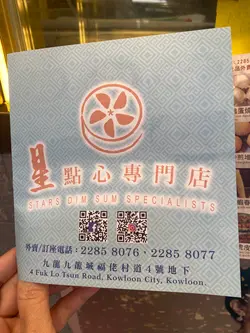 星點心專門店
STARS DIM SUM SPECIALISTS
外賣/訂座電話：2285 8076、2285 8077
九龍九龍城福佬村道4號地下
4 Fuk Lo Tsun Road, Kowloon City, Kowloon.